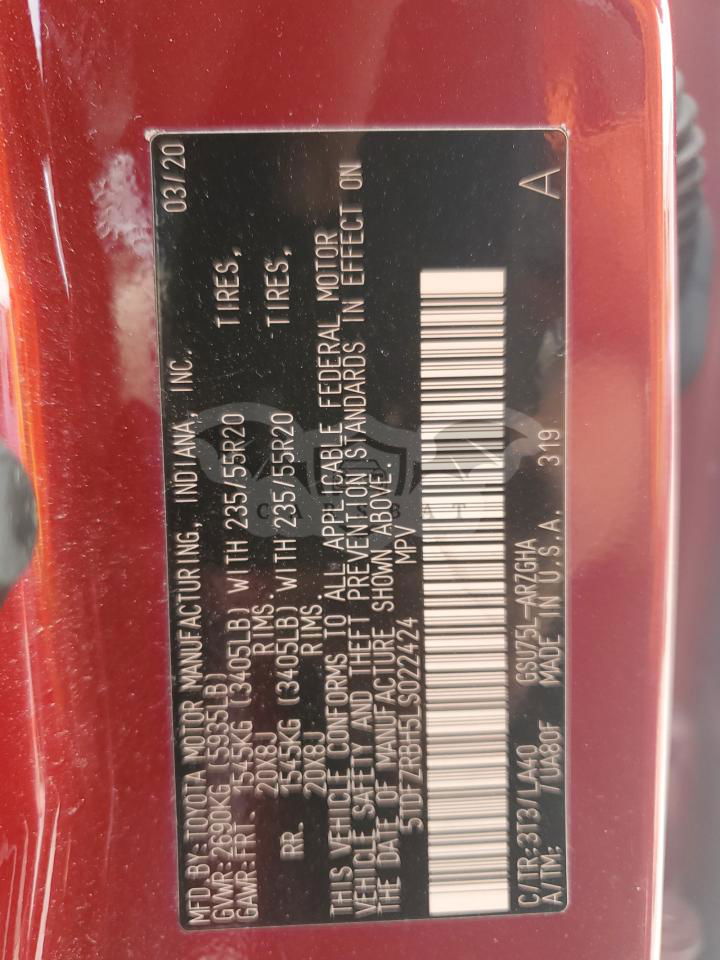 MFD BY: TOYOTA MOTOR MANUFACTURING, INDIANA, INC. 03/20
GVWR: 2690KG (5935LB)
GAWR: FRT. 1545KG (3405LB) WITH 235/55R20 TIRES,
20X8J RIMS.
RR. 1545KG (3405LB) WITH 235/55R20 TIRES,
20X8J RIMS.
THIS VEHICLE CONFORMS TO ALL APPLICABLE FEDERAL MOTOR
VEHICLE SAFETY AND THEFT PREVENTION STANDARDS IN EFFECT ON
THE DATE OF MANUFACTURE SHOWN ABOVE.
5TDFZRBH5LS022424 MPV
C/TR: 3T3/LA40 GSU75L-ARZGHA
A/TM: /UA80F MADE IN U.S.A. 319 A
CARSBAT